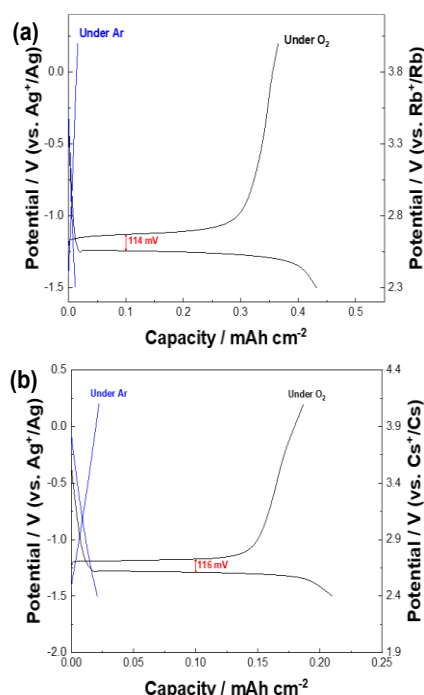 (a)
Under Ar
Under O₂
0.0
-0.5
-1.0
-1.5
3.8
3.3
2.8
2.3
114 mV
0.0 0.1 0.2 0.3 0.4 0.5
Potential / V (vs. Ag⁺/Ag)
Potential / V (vs. Rb⁺/Rb)
Capacity / mAh cm⁻²
(b)
Under Ar
Under O₂
0.5
0.0
-0.5
-1.0
-1.5
-2.0
4.4
3.9
3.4
2.9
2.4
1.9
116 mV
0.00 0.05 0.10 0.15 0.20 0.25
Potential / V (vs. Ag⁺/Ag)
Potential / V (vs. Cs⁺/Cs)
Capacity / mAh cm⁻²